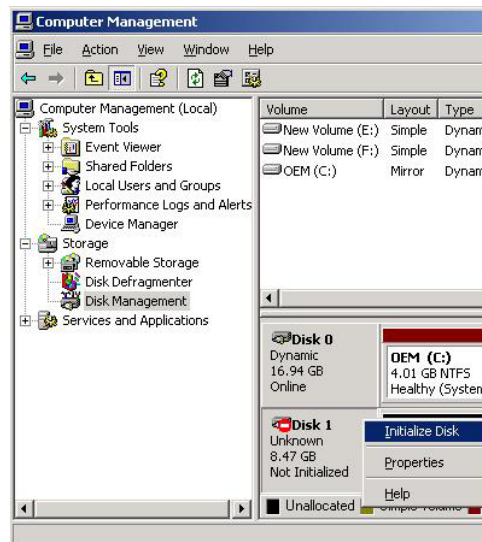 Computer Management
File Action View Window Help
Computer Management (Local)
System Tools
Event Viewer
Shared Folders
Local Users and Groups
Performance Logs and Alerts
Device Manager
Storage
Removable Storage
Disk Defragmenter
Disk Management
Services and Applications
Volume Layout Type
New Volume (E:) Simple Dynam
New Volume (F:) Simple Dynam
OEM (C:) Mirror Dynam
Disk 0
Dynamic
16.94 GB
Online
OEM (C:)
4.01 GB NTFS
Healthy (System
Disk 1
Unknown
8.47 GB
Not Initialized
Initialize Disk
Properties
Help
Unallocated